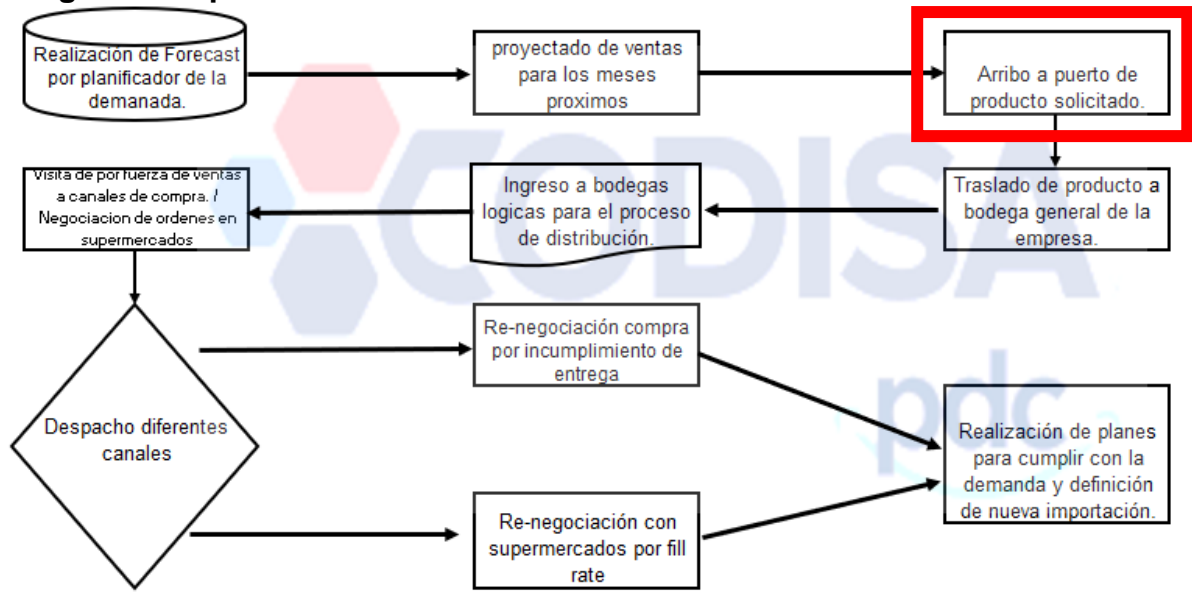 Realización de Forecast
por planificador de la
demanada.
proyectado de ventas
para los meses
proximos
Arribo a puerto de
producto solicitado.
Visita de por fuerza de ventas
a canales de compra. /
Negociacion de ordenes en
supermercados
Ingreso a bodegas
logicas para el proceso
de distribución.
Traslado de producto a
bodega general de la
empresa.
CODISA
Re-negociación compra
por incumplimiento de
entrega
pdc
Despacho diferentes
canales
Realización de planes
para cumplir con la
demanda y definición
de nueva importación.
Re-negociación con
supermercados por fill
rate